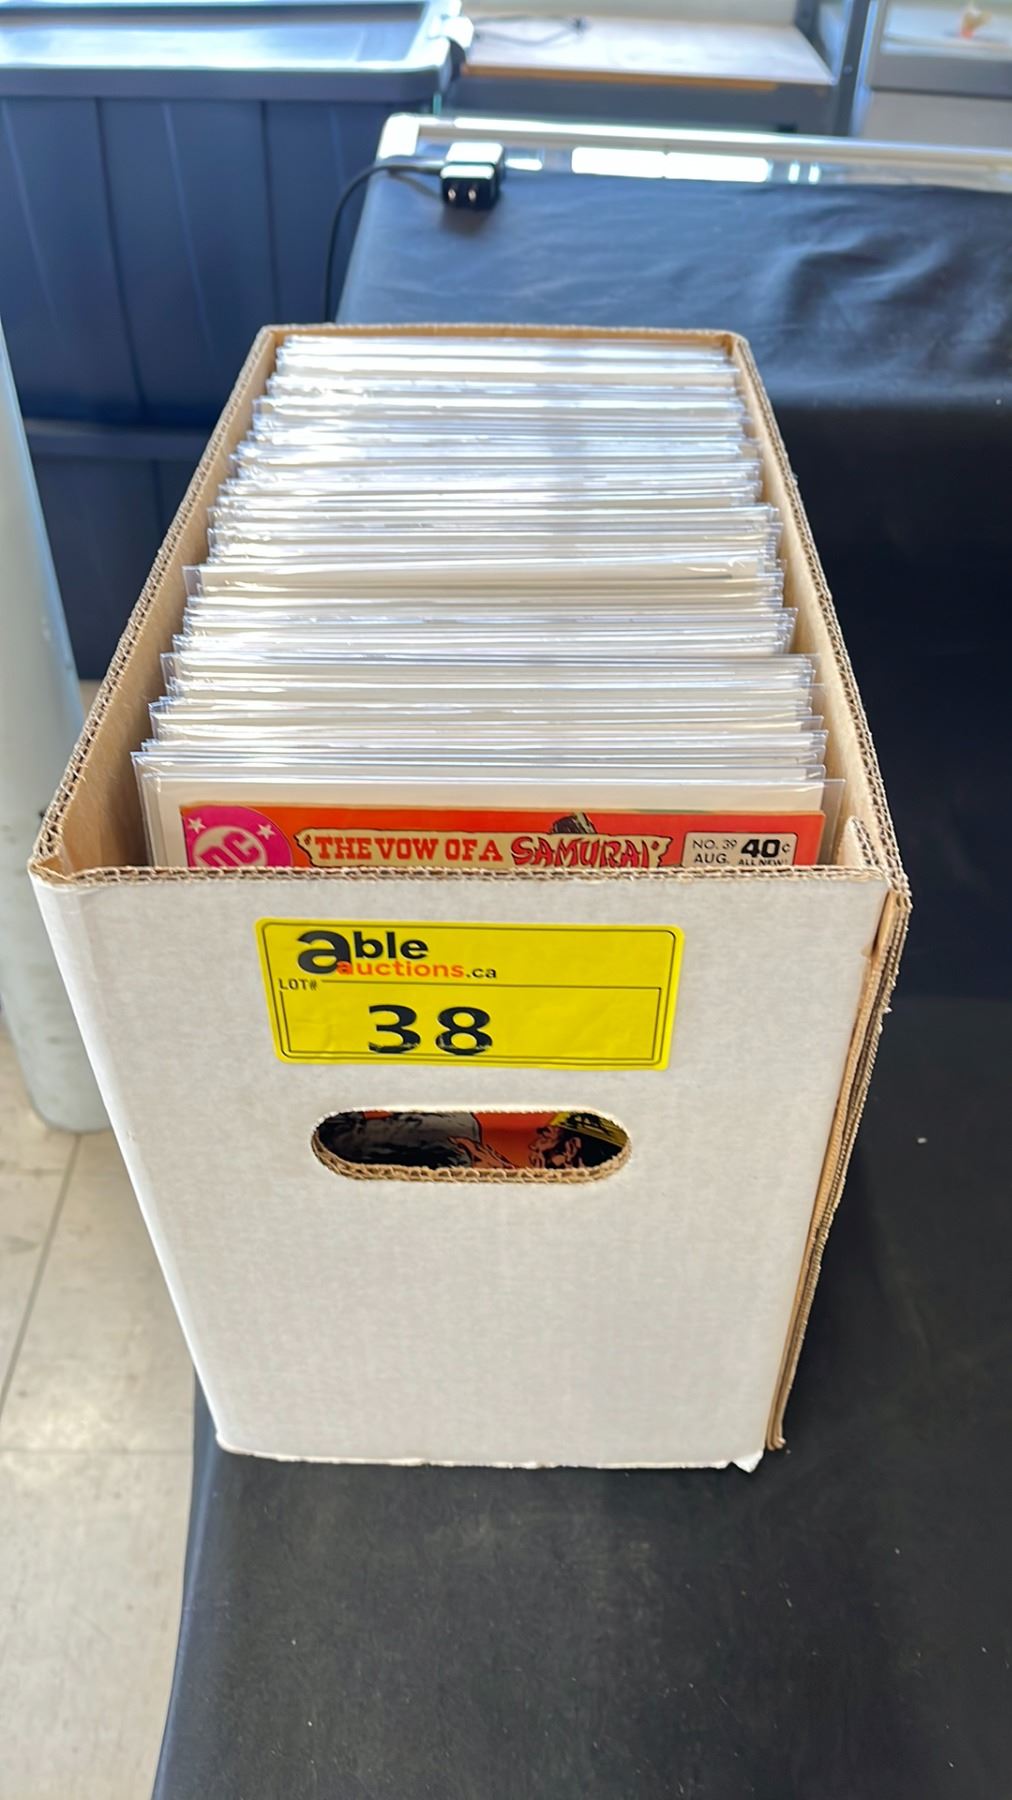 DC
'THE VOW OF A SAMURAI!'
NO. 39 40¢
AUG. ALL NEW!
able
auctions.ca
LOT#
38